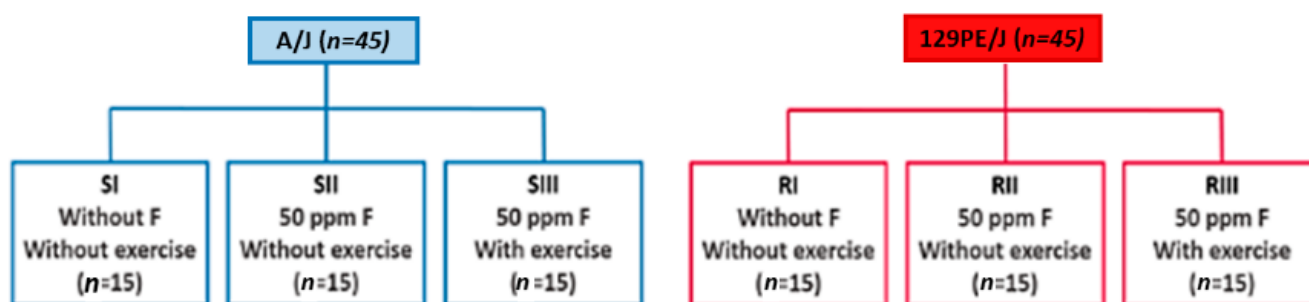 A/J (n=45)
129PE/J (n=45)
SI
Without F
Without exercise
(n=15)
SII
50 ppm F
Without exercise
(n=15)
SIII
50 ppm F
With exercise
(n=15)
RI
Without F
Without exercise
(n=15)
RII
50 ppm F
Without exercise
(n=15)
RIII
50 ppm F
With exercise
(n=15)